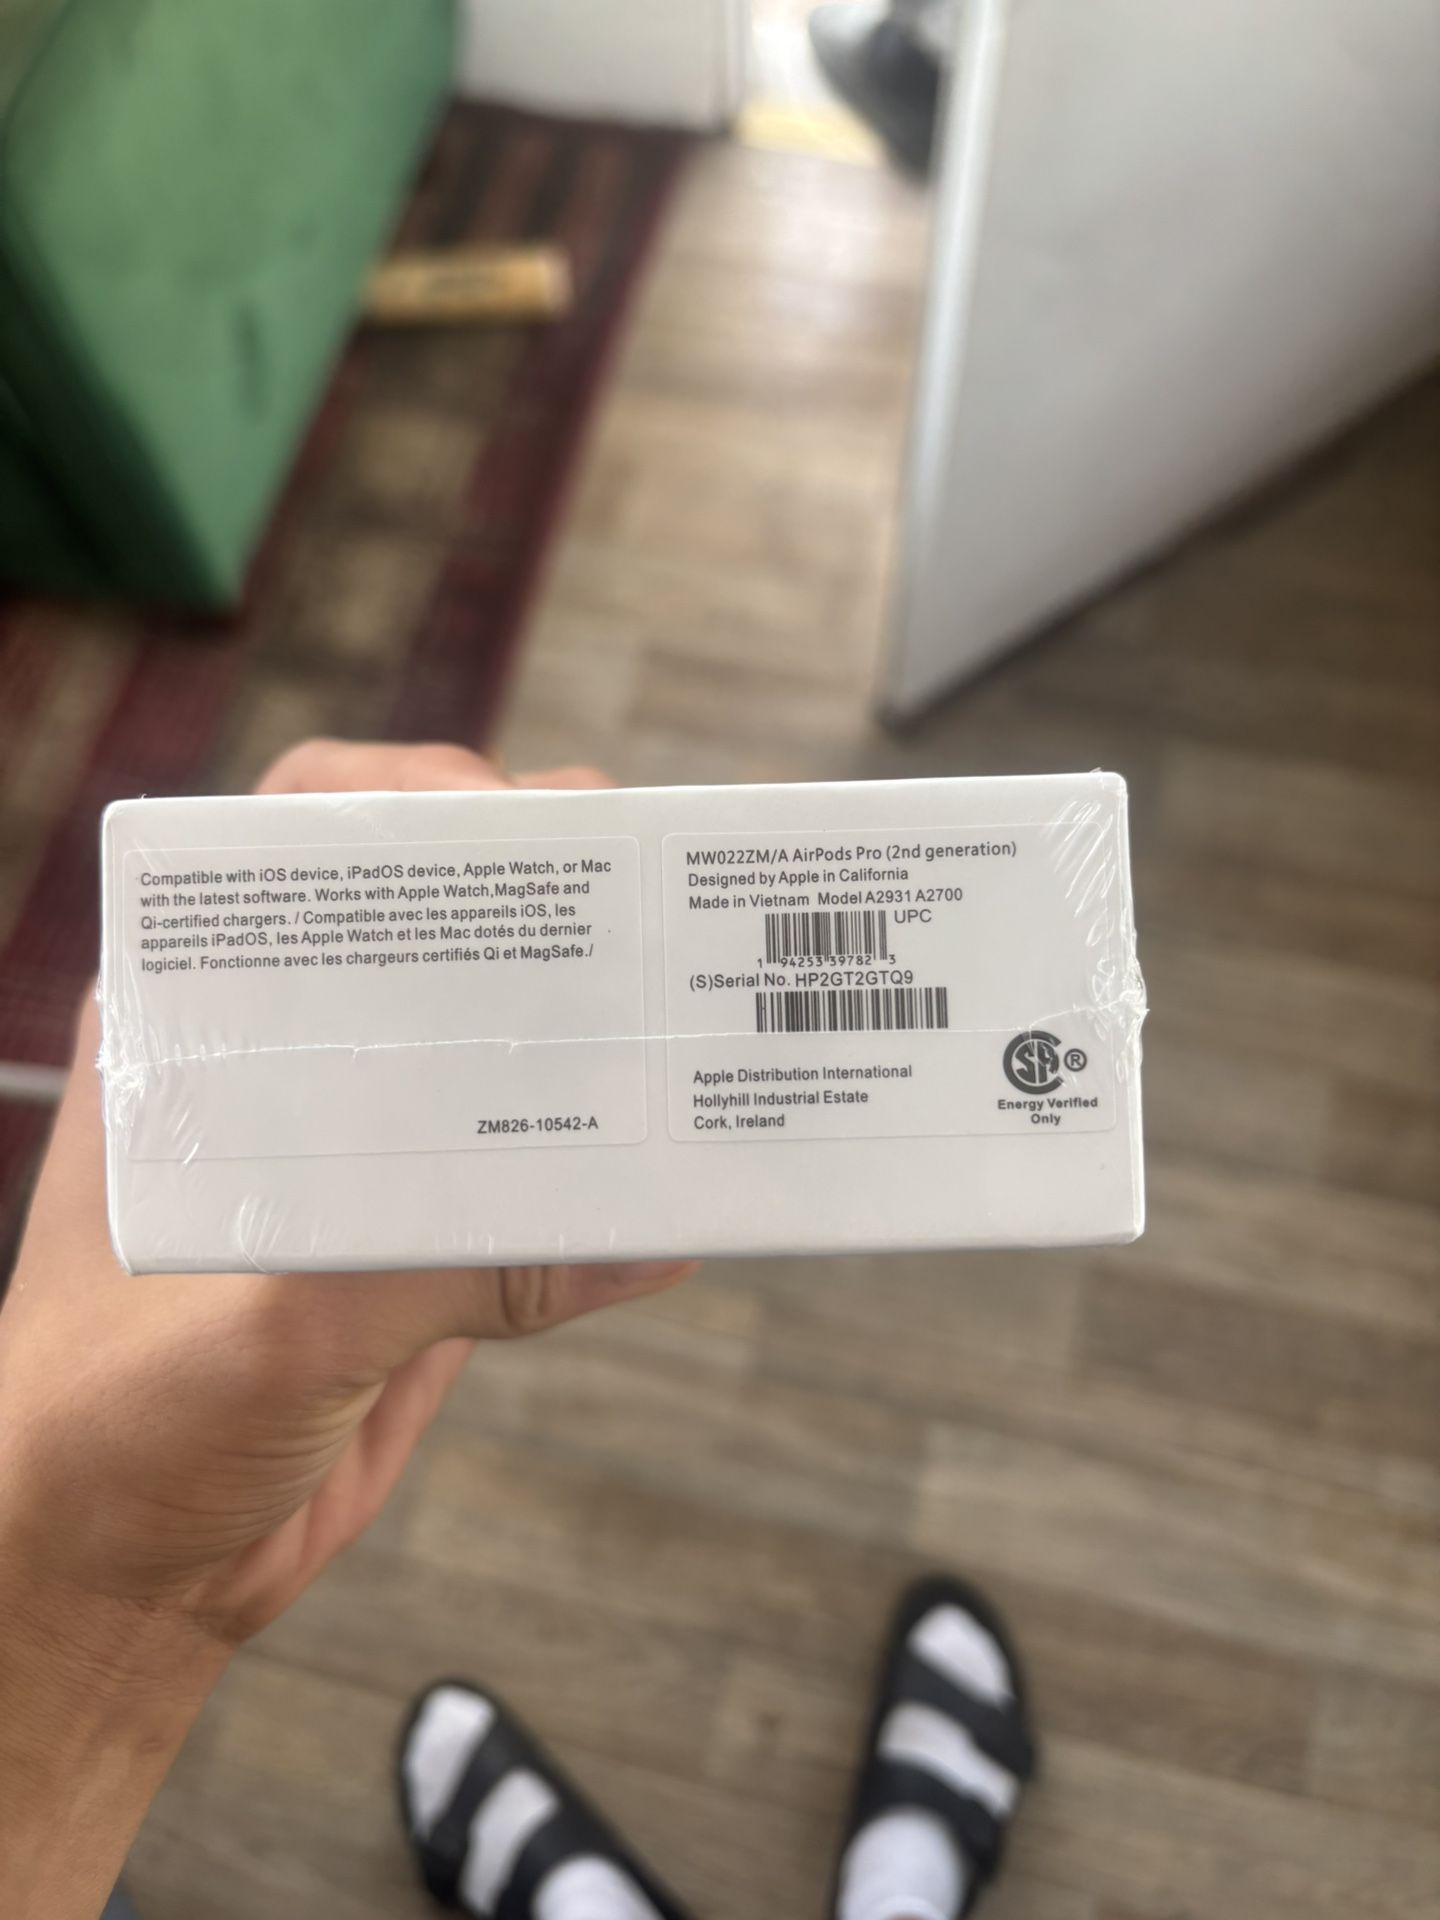 Compatible with iOS device, iPadOS device, Apple Watch, or Mac
with the latest software. Works with Apple Watch,MagSafe and
Qi-certified chargers. / Compatible avec les appareils iOS, les
appareils iPadOS, les Apple Watch et les Mac dotés du dernier
logiciel. Fonctionne avec les chargeurs certifiés Qi et MagSafe./
ZM826-10542-A
MW022ZM/A AirPods Pro (2nd generation)
Designed by Apple in California
Made in Vietnam Model A2931 A2700
UPC
1 94253 39782 3
(S)Serial No. HP2GT2GTQ9
Apple Distribution International
Hollyhill Industrial Estate
Cork, Ireland
SA ®
Energy Verified
Only